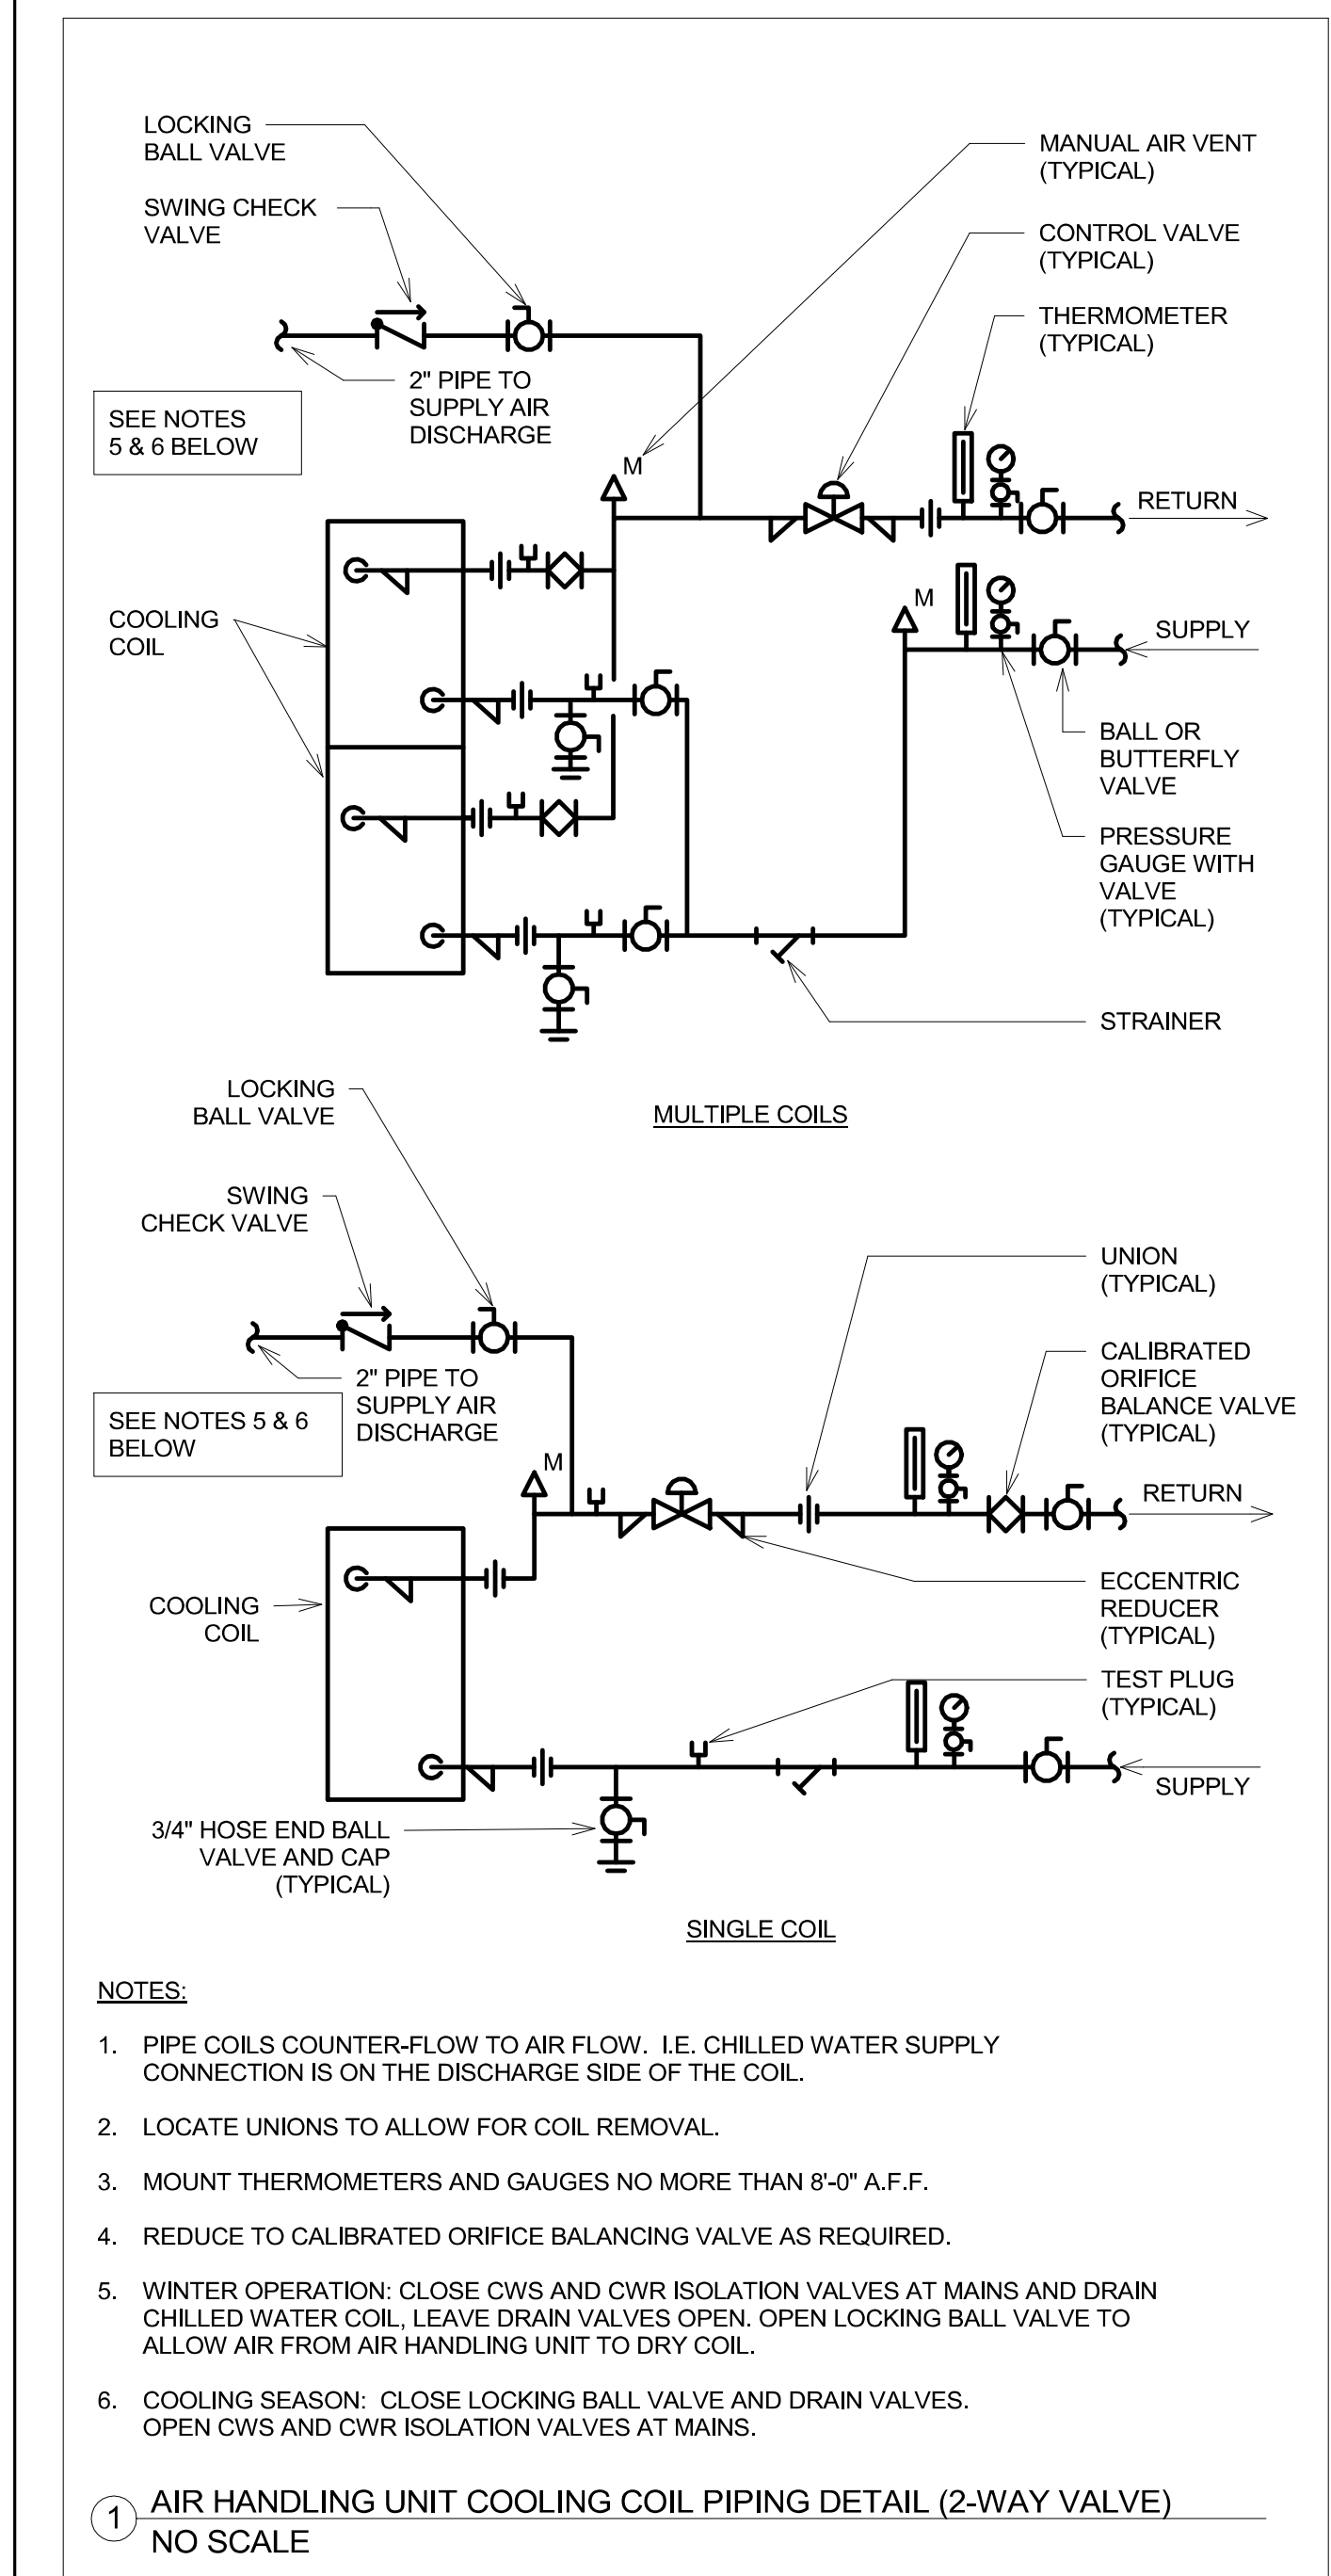 LOCKING
BALL VALVE
SWING CHECK
VALVE
2" PIPE TO
SUPPLY AIR
DISCHARGE
SEE NOTES
5 & 6 BELOW
MANUAL AIR VENT
(TYPICAL)
CONTROL VALVE
(TYPICAL)
THERMOMETER
(TYPICAL)
M
RETURN
COOLING
COIL
M
SUPPLY
BALL OR
BUTTERFLY
VALVE
PRESSURE
GAUGE WITH
VALVE
(TYPICAL)
STRAINER
MULTIPLE COILS
LOCKING
BALL VALVE
SWING
CHECK VALVE
2" PIPE TO
SUPPLY AIR
DISCHARGE
SEE NOTES 5 & 6
BELOW
UNION
(TYPICAL)
CALIBRATED
ORIFICE
BALANCE VALVE
(TYPICAL)
M
RETURN
COOLING
COIL
ECCENTRIC
REDUCER
(TYPICAL)
TEST PLUG
(TYPICAL)
SUPPLY
3/4" HOSE END BALL
VALVE AND CAP
(TYPICAL)
SINGLE COIL
NOTES:
1. PIPE COILS COUNTER-FLOW TO AIR FLOW. I.E. CHILLED WATER SUPPLY
CONNECTION IS ON THE DISCHARGE SIDE OF THE COIL.
2. LOCATE UNIONS TO ALLOW FOR COIL REMOVAL.
3. MOUNT THERMOMETERS AND GAUGES NO MORE THAN 8'-0" A.F.F.
4. REDUCE TO CALIBRATED ORIFICE BALANCING VALVE AS REQUIRED.
5. WINTER OPERATION: CLOSE CWS AND CWR ISOLATION VALVES AT MAINS AND DRAIN
CHILLED WATER COIL, LEAVE DRAIN VALVES OPEN. OPEN LOCKING BALL VALVE TO
ALLOW AIR FROM AIR HANDLING UNIT TO DRY COIL.
6. COOLING SEASON: CLOSE LOCKING BALL VALVE AND DRAIN VALVES.
OPEN CWS AND CWR ISOLATION VALVES AT MAINS.
1 AIR HANDLING UNIT COOLING COIL PIPING DETAIL (2-WAY VALVE)
NO SCALE